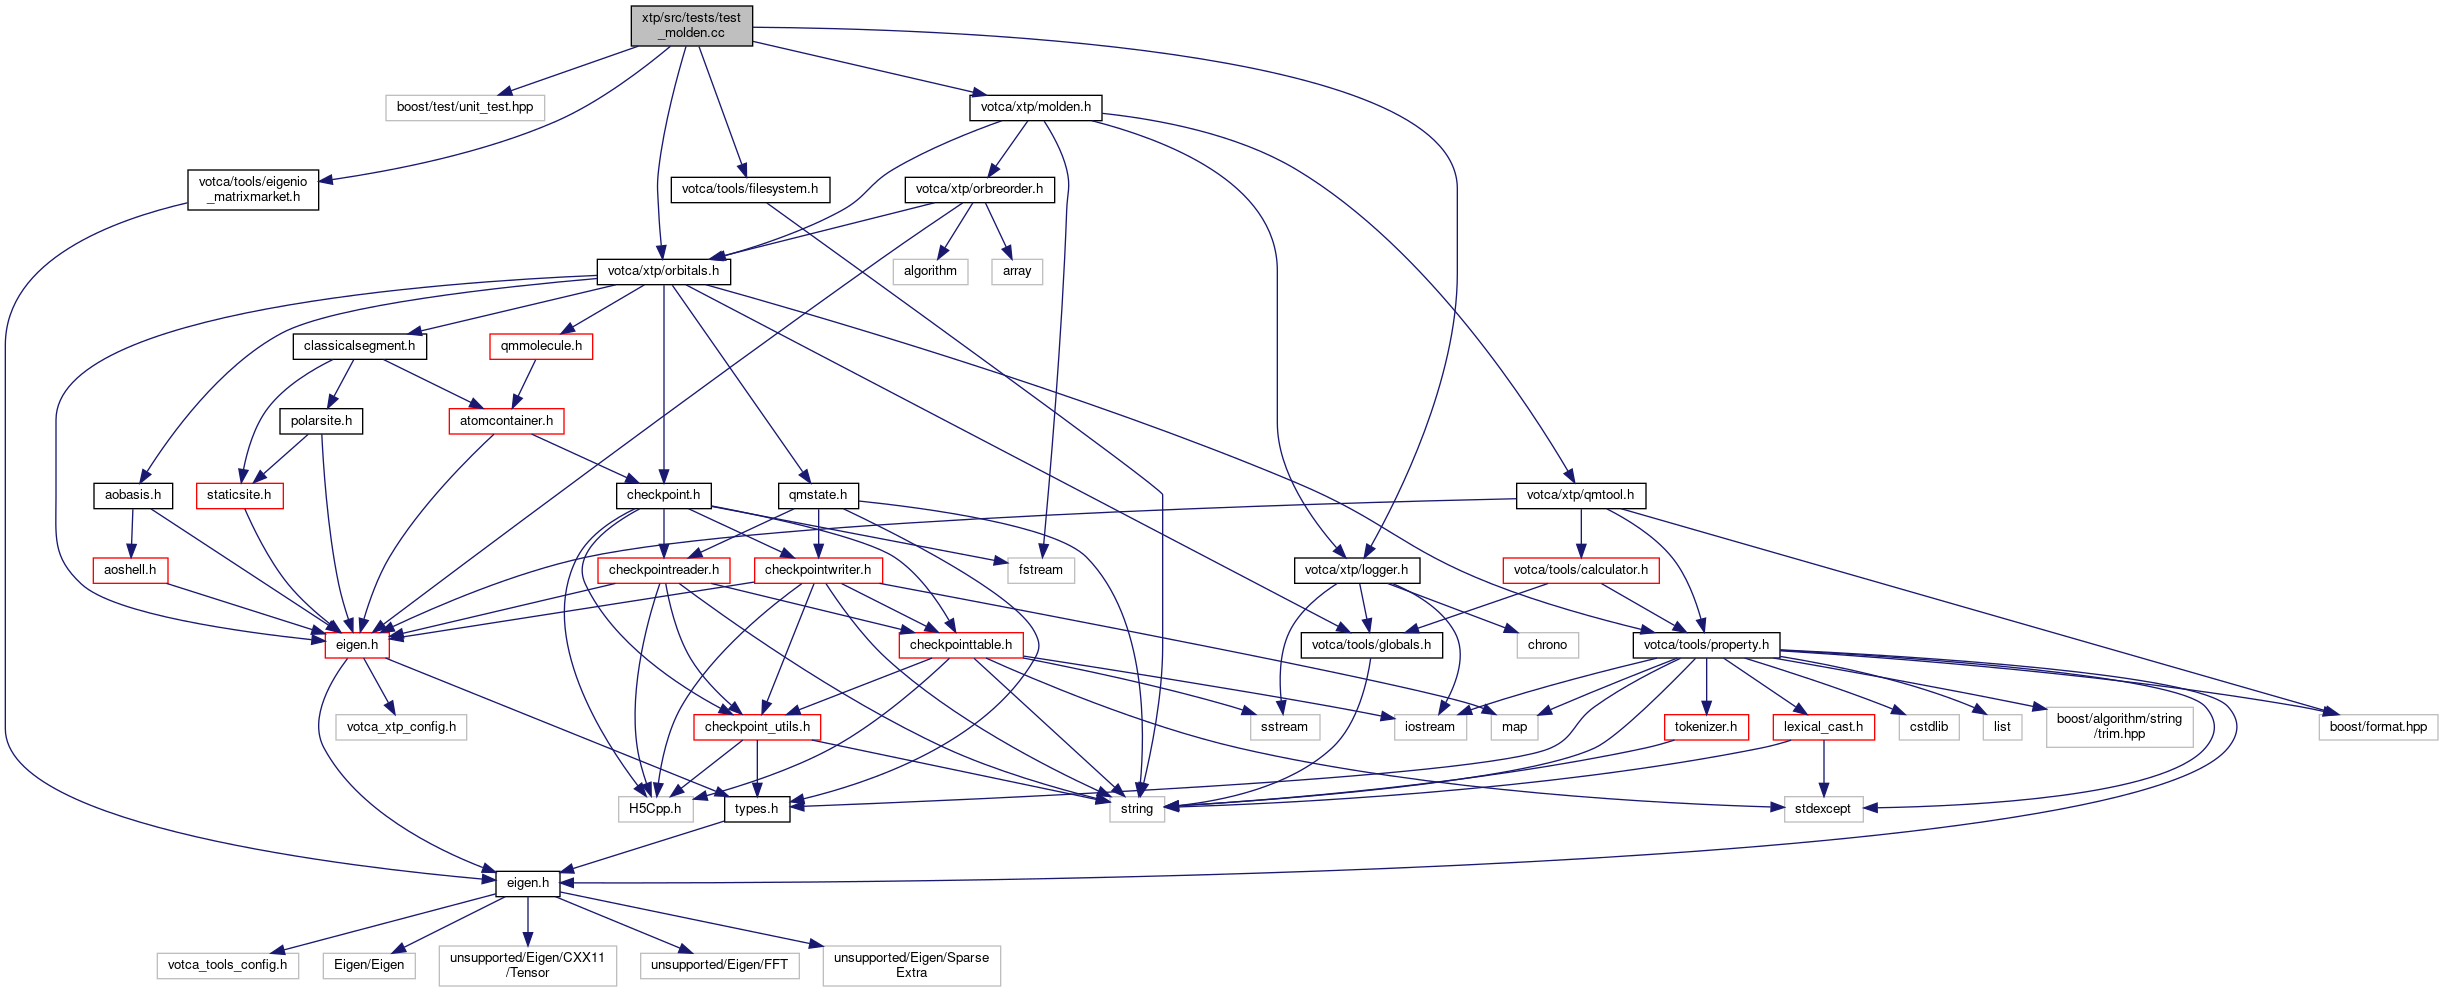 xtp/src/tests/test
_molden.cc
boost/test/unit_test.hpp
votca/xtp/molden.h
votca/tools/eigenio
_matrixmarket.h
votca/tools/filesystem.h
votca/xtp/orbreorder.h
votca/xtp/orbitals.h
algorithm
array
classicalsegment.h
qmmolecule.h
polarsite.h
atomcontainer.h
aobasis.h
staticsite.h
checkpoint.h
qmstate.h
votca/xtp/qmtool.h
aoshell.h
checkpointreader.h
checkpointwriter.h
fstream
votca/xtp/logger.h
votca/tools/calculator.h
eigen.h
checkpointtable.h
votca/tools/globals.h
chrono
votca/tools/property.h
votca_xtp_config.h
checkpoint_utils.h
sstream
iostream
map
tokenizer.h
lexical_cast.h
cstdlib
list
boost/algorithm/string
/trim.hpp
boost/format.hpp
H5Cpp.h
types.h
string
stdexcept
eigen.h
votca_tools_config.h
Eigen/Eigen
unsupported/Eigen/CXX11
/Tensor
unsupported/Eigen/FFT
unsupported/Eigen/Sparse
Extra